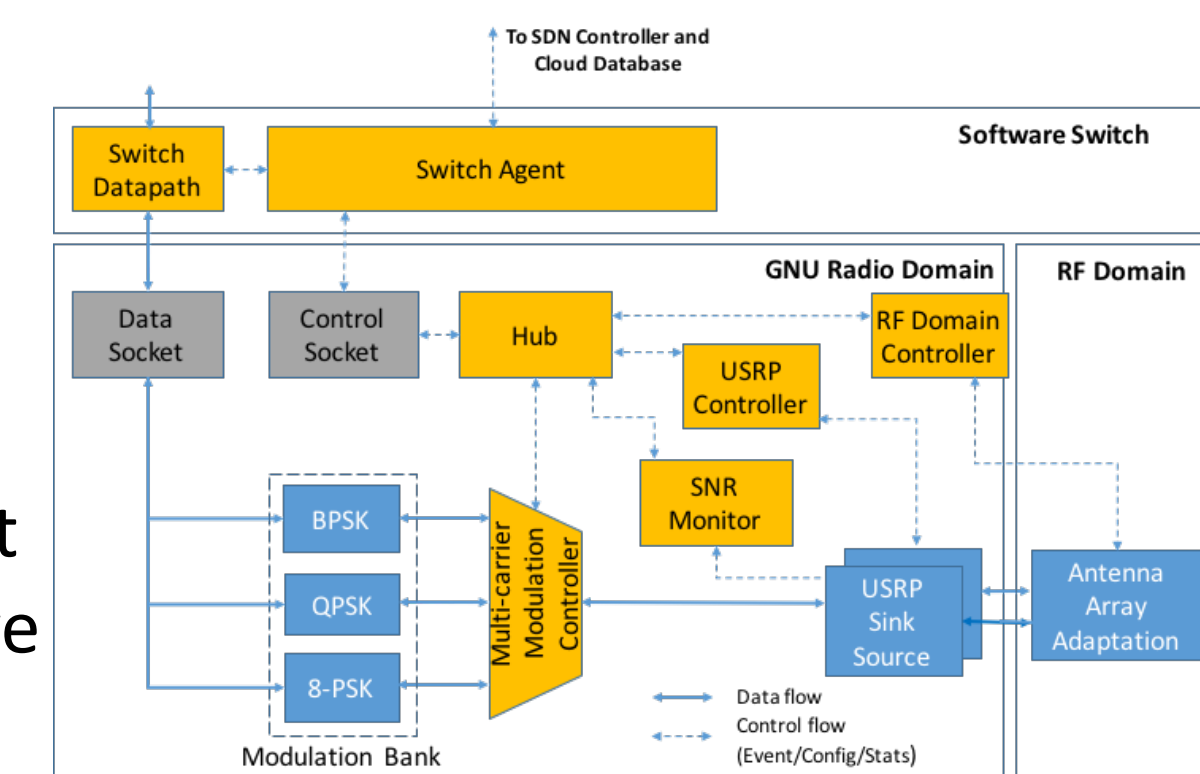 To SDN Controller and
Cloud Database
Software Switch
Switch
Datapath
Switch Agent
GNU Radio Domain
RF Domain
Data
Socket
Control
Socket
Hub
RF Domain
Controller
USRP
Controller
SNR
Monitor
BPSK
QPSK
8-PSK
Modulation Bank
Multi-carrier
Modulation
Controller
USRP
Sink
Source
Antenna
Array
Adaptation
Data flow
Control flow
(Event/Config/Stats)